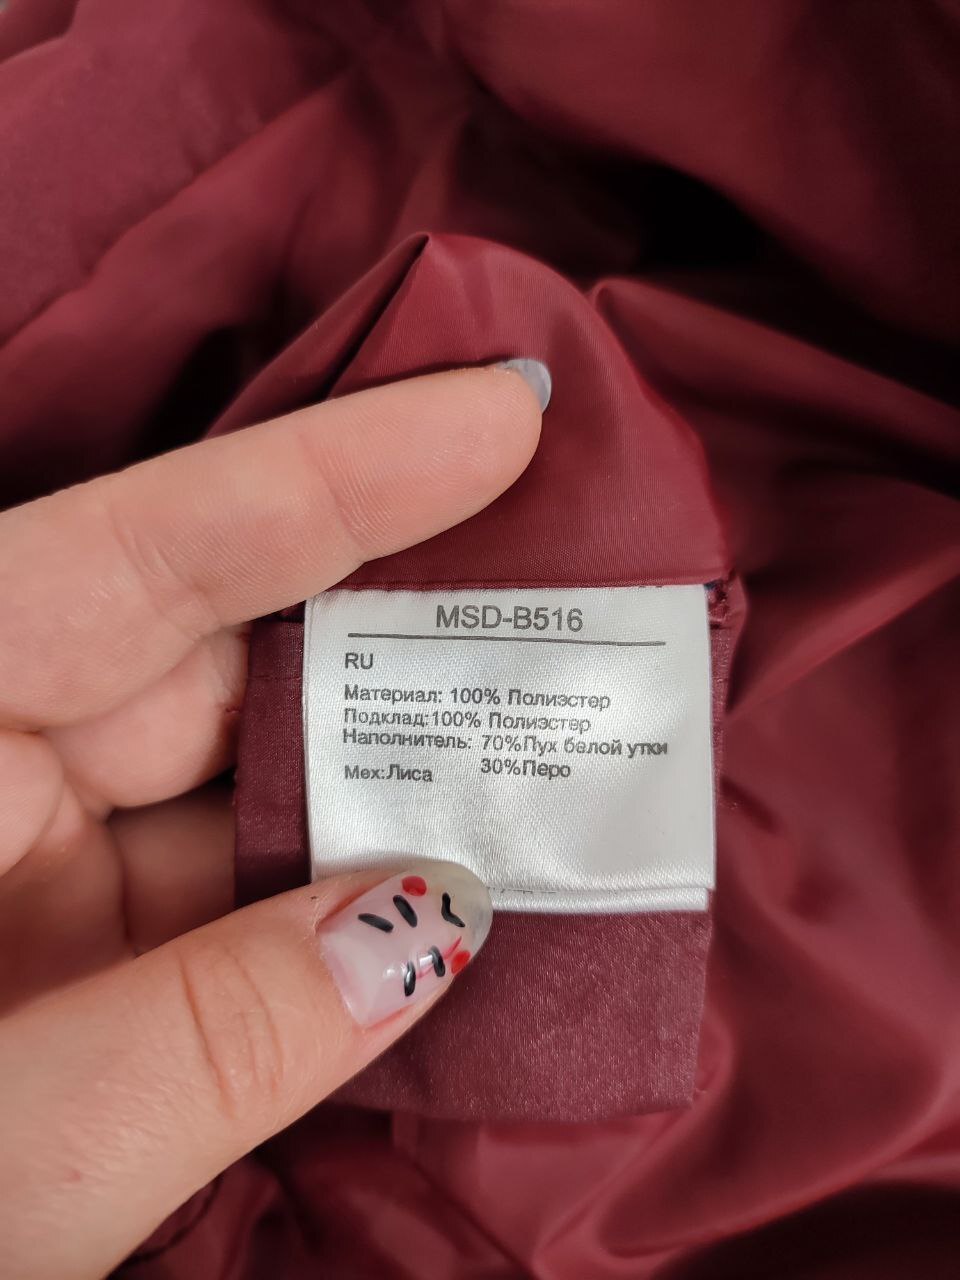 MSD-B516
RU
Материал: 100% Полиэстер
Подклад:100% Полиэстер
Наполнитель: 70%Пух белой утки
30%Перо
Мех:Лиса